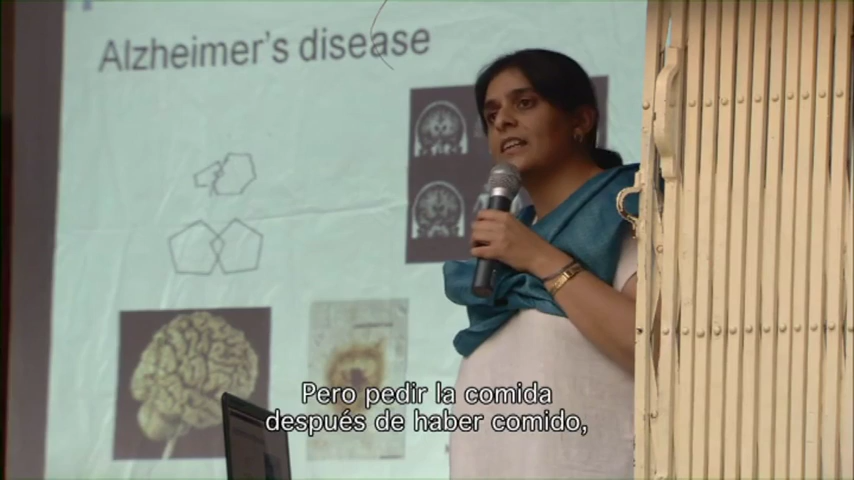 Alzheimer's disease
Pero pedir la comida
después de haber comido,